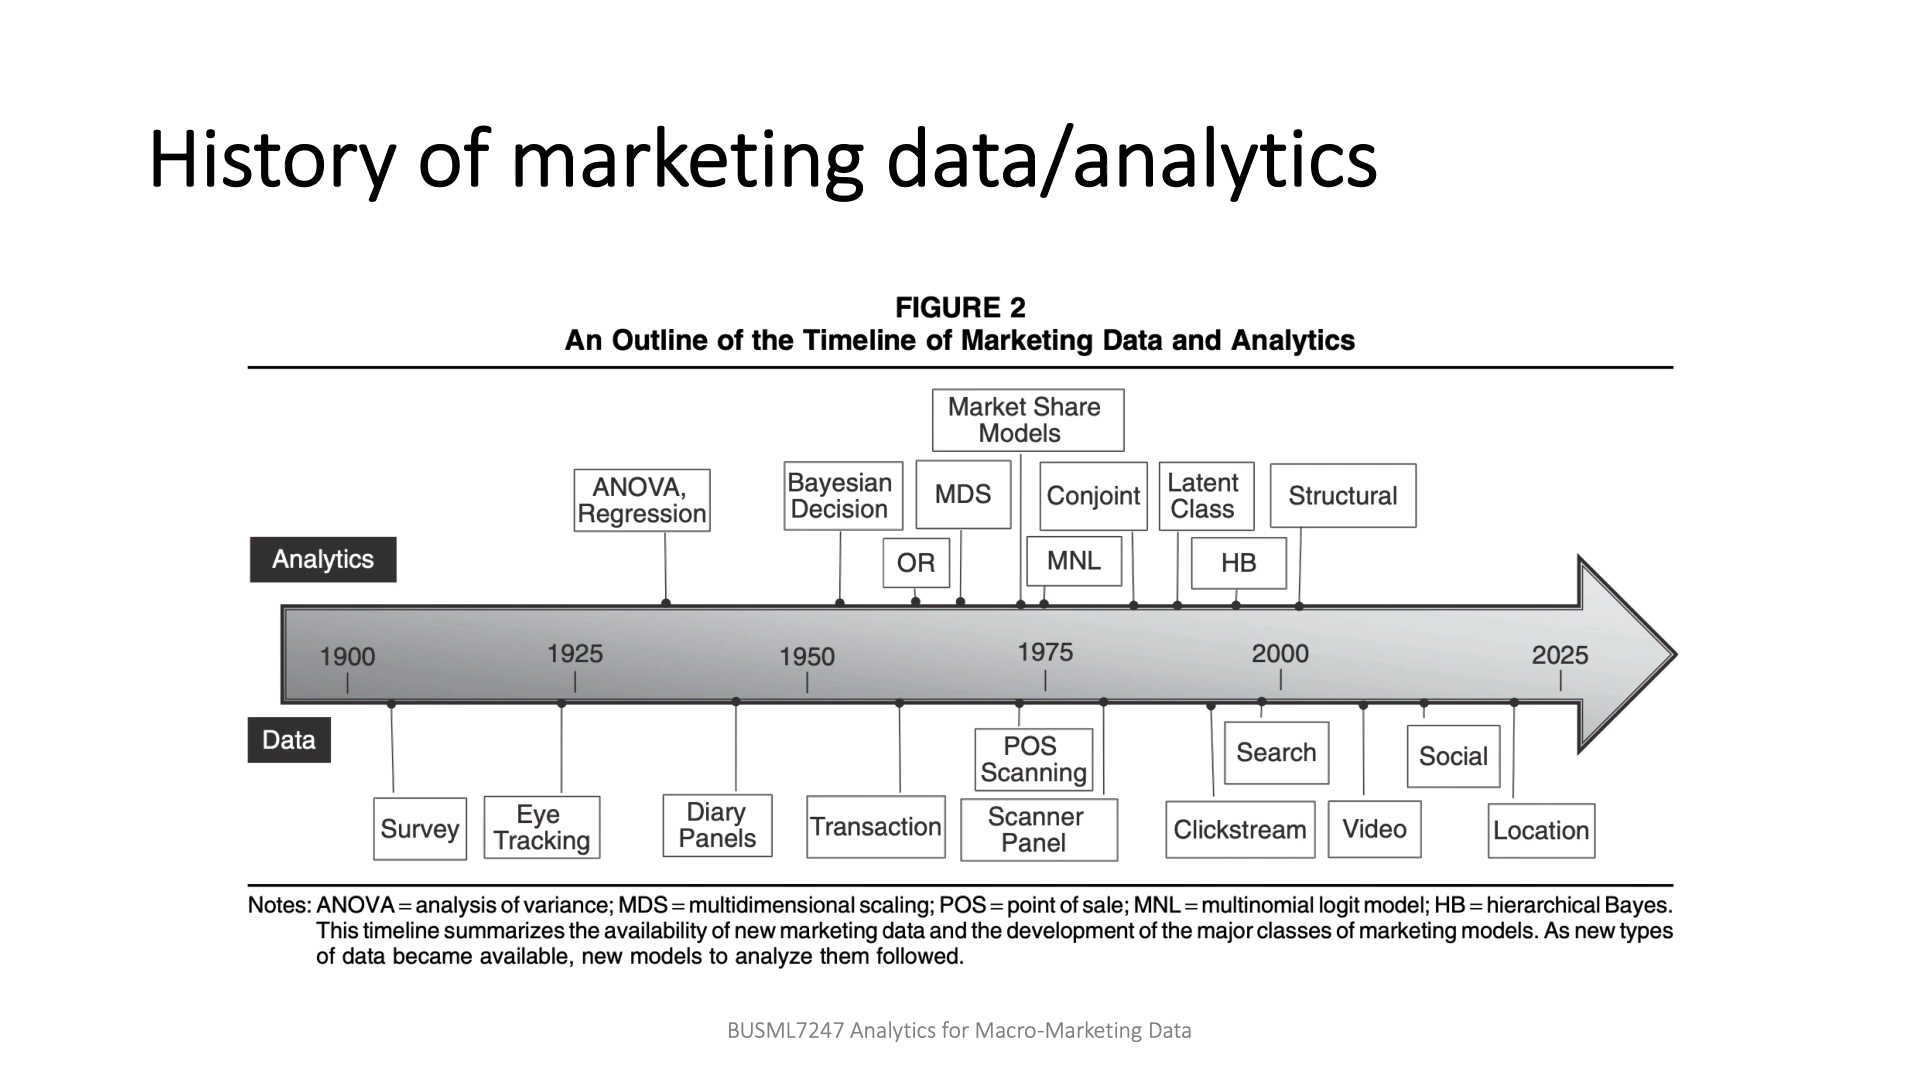 History of marketing data/analytics
FIGURE 2
An Outline of the Timeline of Marketing Data and Analytics
Market Share
Models
ANOVA,
Regression
Bayesian
Decision
MDS
Conjoint
Latent
Class
Structural
OR
MNL
HB
Analytics
1900
1925
1950
1975
2000
2025
Data
POS
Scanning
Search
Social
Survey
Eye
Tracking
Diary
Panels
Transaction
Scanner
Panel
Clickstream
Video
Location
Notes: ANOVA = analysis of variance; MDS = multidimensional scaling; POS = point of sale; MNL = multinomial logit model; HB = hierarchical Bayes.
This timeline summarizes the availability of new marketing data and the development of the major classes of marketing models. As new types
of data became available, new models to analyze them followed.
BUSML7247 Analytics for Macro-Marketing Data